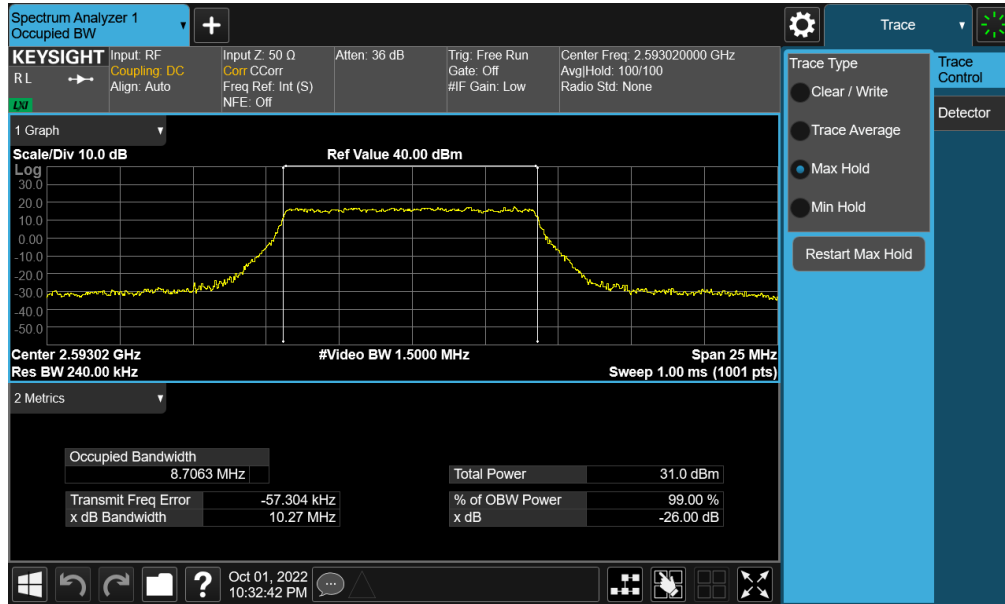 Spectrum Analyzer 1
Occupied BW
+
Trace
KEYSIGHT
R L
LXI
Input: RF
Coupling: DC
Align: Auto
Input Z: 50 Ω
Corr CCorr
Freq Ref: Int (S)
NFE: Off
Atten: 36 dB
Trig: Free Run
Gate: Off
#IF Gain: Low
Center Freq: 2.593020000 GHz
Avg|Hold: 100/100
Radio Std: None
Trace Type
Clear / Write
Trace Average
Max Hold
Min Hold
Restart Max Hold
Trace
Control
Detector
1 Graph
Scale/Div 10.0 dB
Ref Value 40.00 dBm
Log
30.0
20.0
10.0
0.00
-10.0
-20.0
-30.0
-40.0
-50.0
Center 2.59302 GHz
#Video BW 1.5000 MHz
Span 25 MHz
Res BW 240.00 kHz
Sweep 1.00 ms (1001 pts)
2 Metrics
Occupied Bandwidth
8.7063 MHz
Total Power 31.0 dBm
Transmit Freq Error -57.304 kHz
% of OBW Power 99.00 %
x dB Bandwidth 10.27 MHz
x dB -26.00 dB
?
Oct 01, 2022
10:32:42 PM